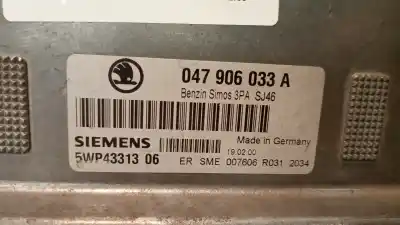 047 906 033 A
Benzin Simos 3PA SJ46
SIEMENS
Made in Germany
19.02.00
5WP43313 06
ER SME 007606 R031 2034